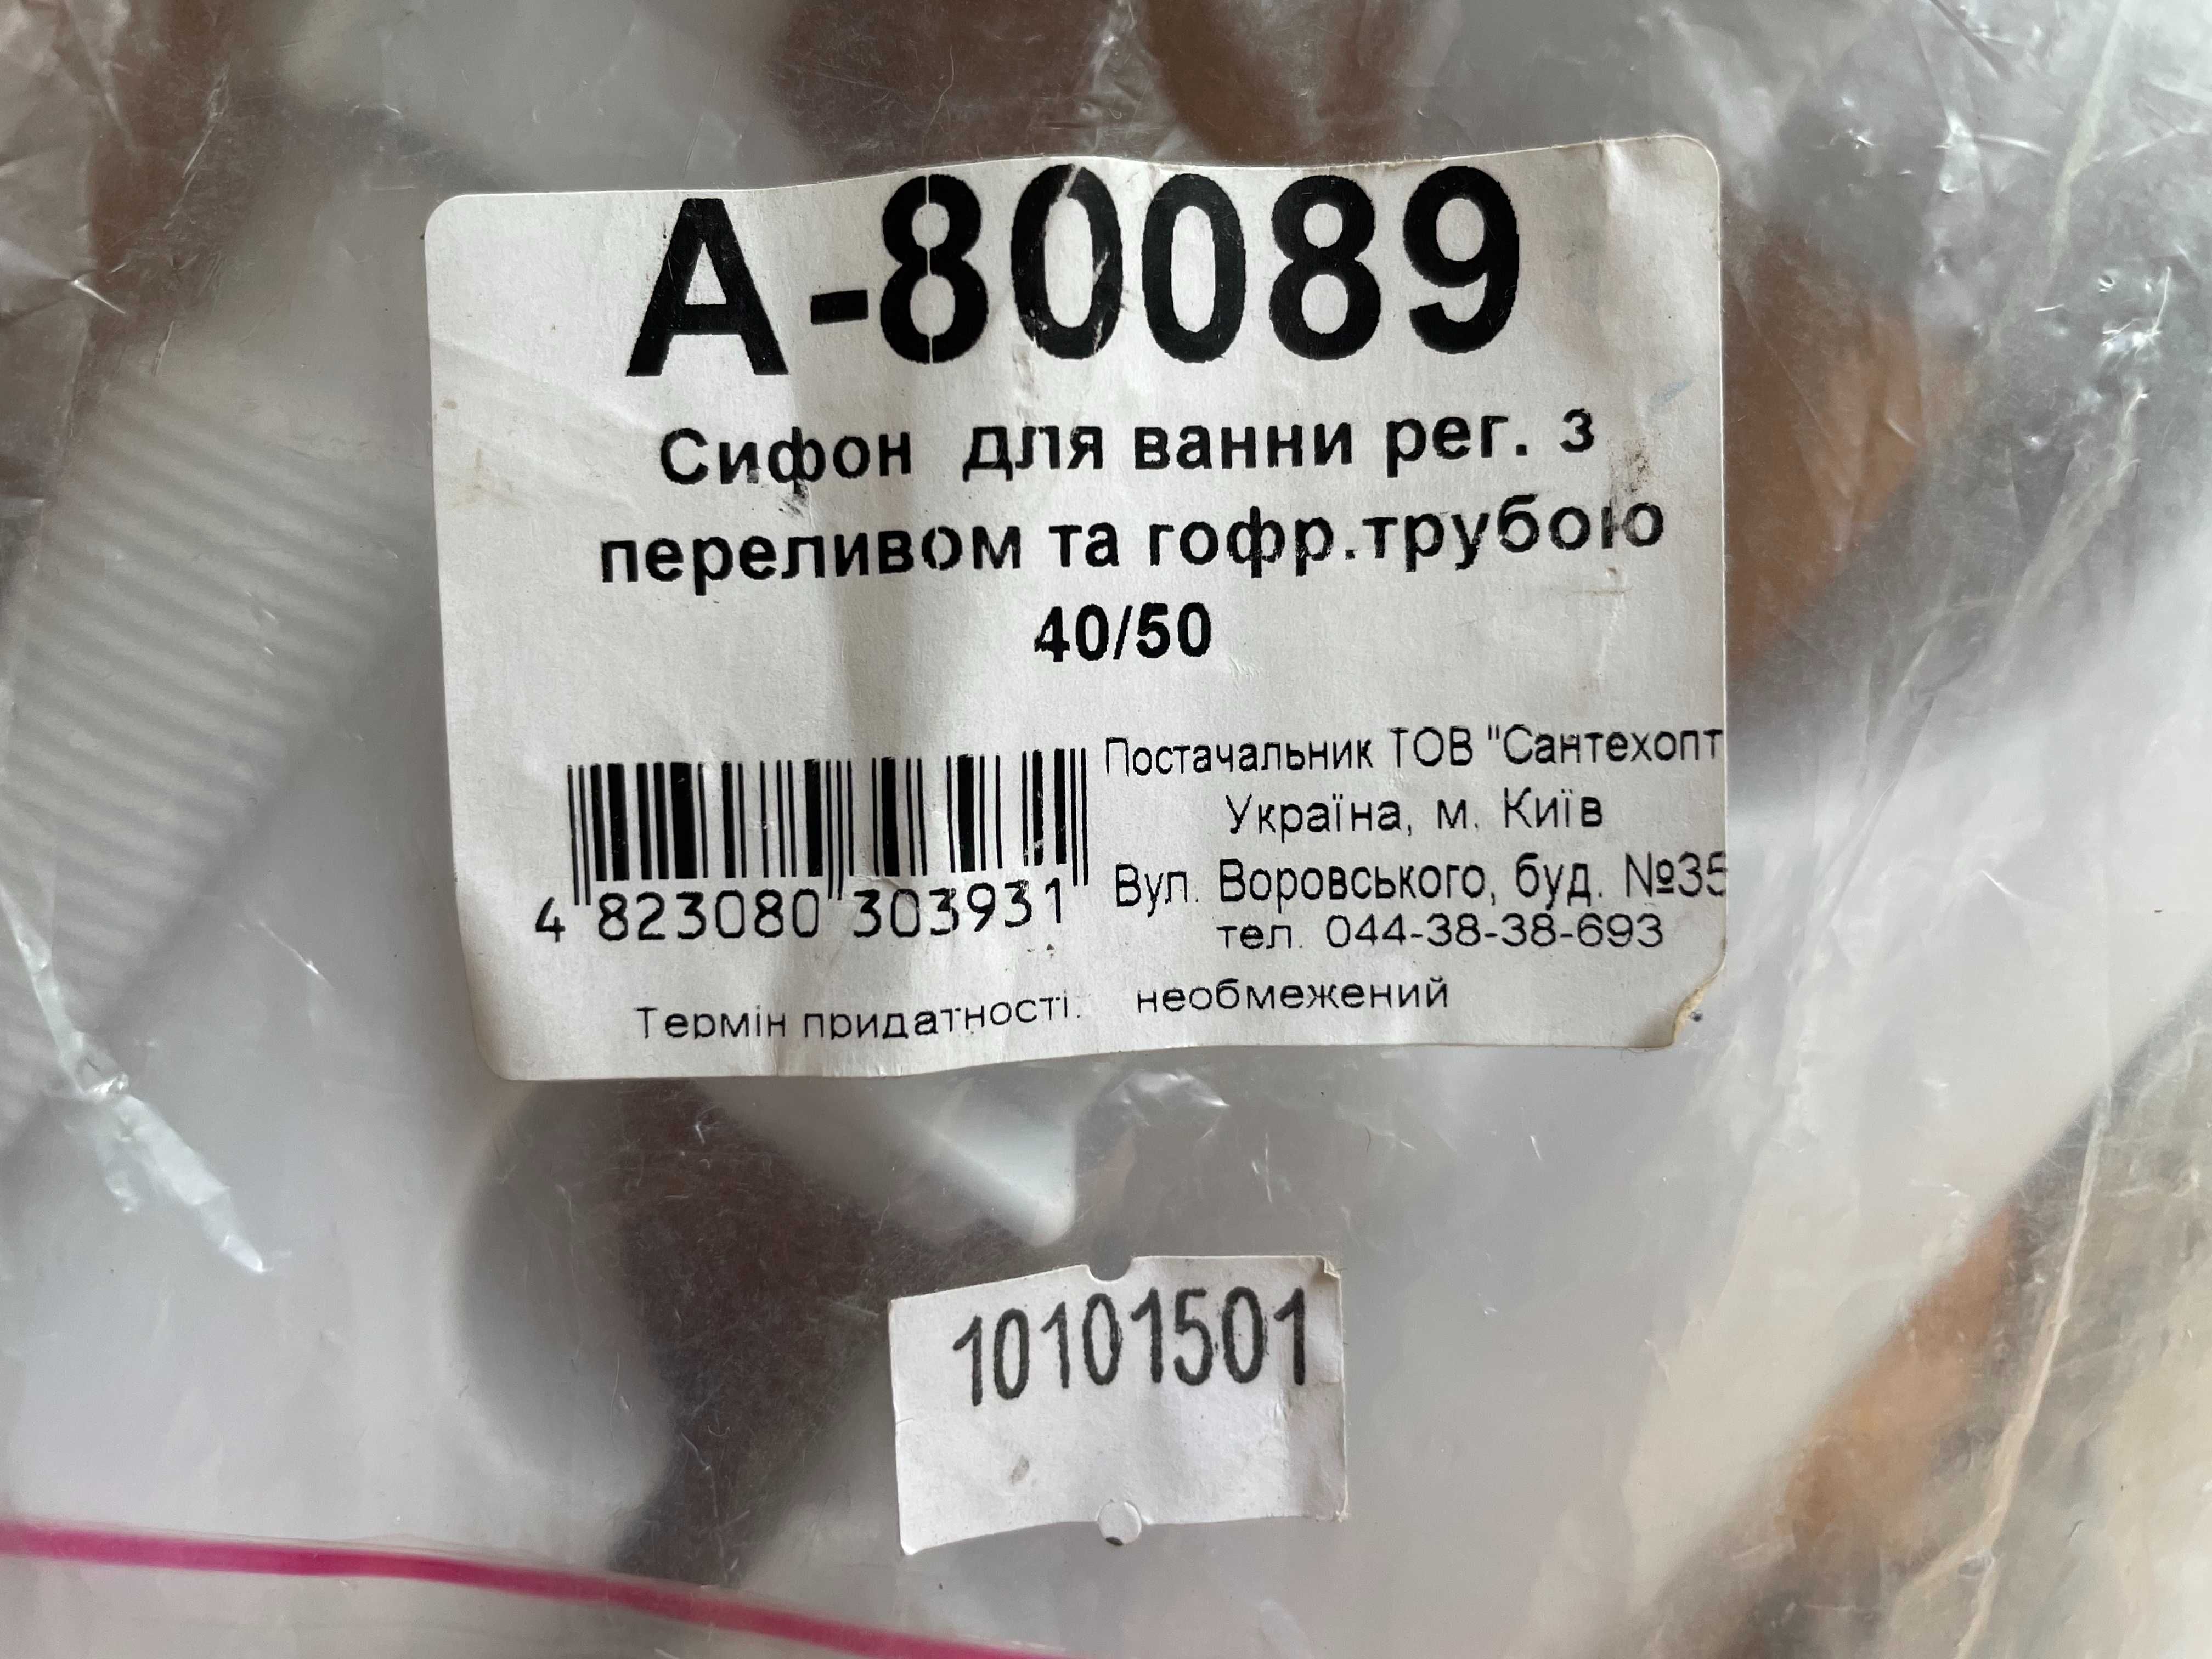 А-80089
Сифон для ванни рег. з
переливом та гофр.трубою
40/50
Постачальник ТОВ "Сантехопт
Україна, м. Київ
Вул. Воровського, буд. №35
тел. 044-38-38-693
4 823080 303931
Термін придатності: необмежений
10101501